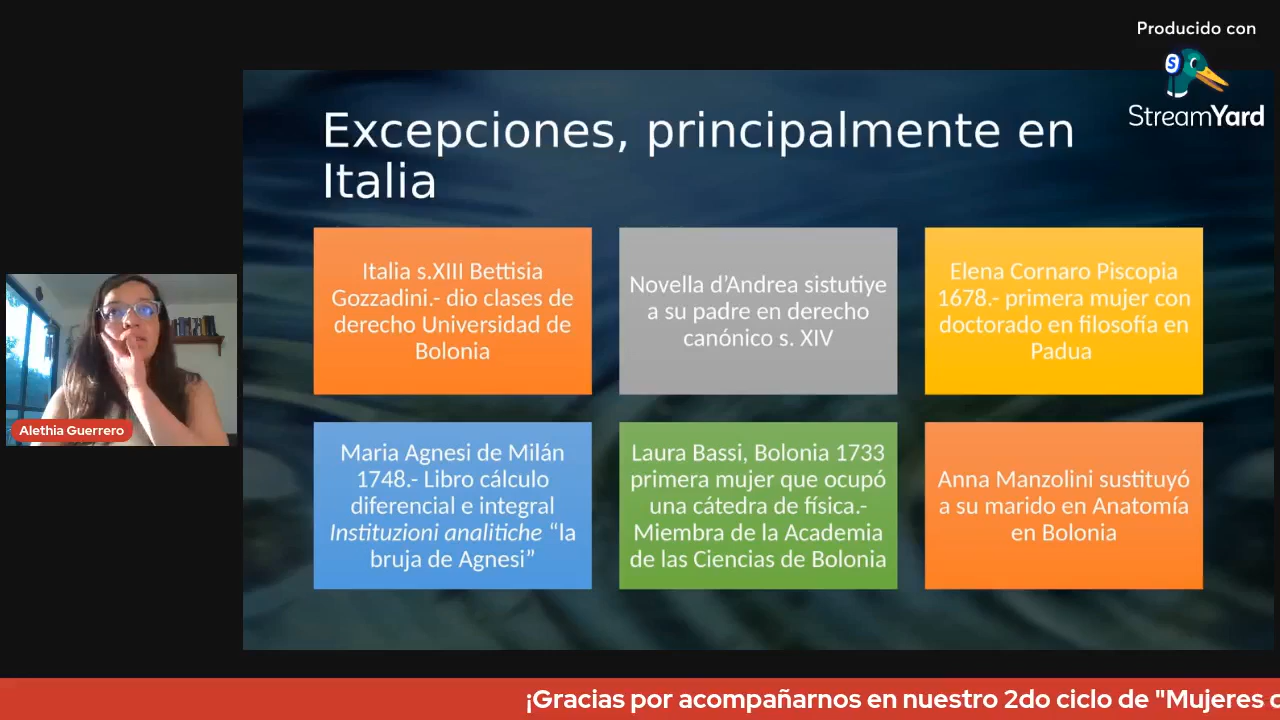 Producido con
StreamYard
Excepciones, principalmente en
Italia
Italia s.XIII Bettisia
Gozzadini.- dio clases de
derecho Universidad de
Bolonia
Novella d’Andrea sistutiye
a su padre en derecho
canónico s. XIV
Elena Cornaro Piscopia
1678.- primera mujer con
doctorado en filosofía en
Padua
Maria Agnesi de Milán
1748.- Libro cálculo
diferencial e integral
Instituzioni analitiche “la
bruja de Agnesi”
Laura Bassi, Bolonia 1733
primera mujer que ocupó
una cátedra de física.-
Miembra de la Academia
de las Ciencias de Bolonia
Anna Manzolini sustituyó
a su marido en Anatomía
en Bolonia
Alethia Guerrero
¡Gracias por acompañarnos en nuestro 2do ciclo de "Mujeres